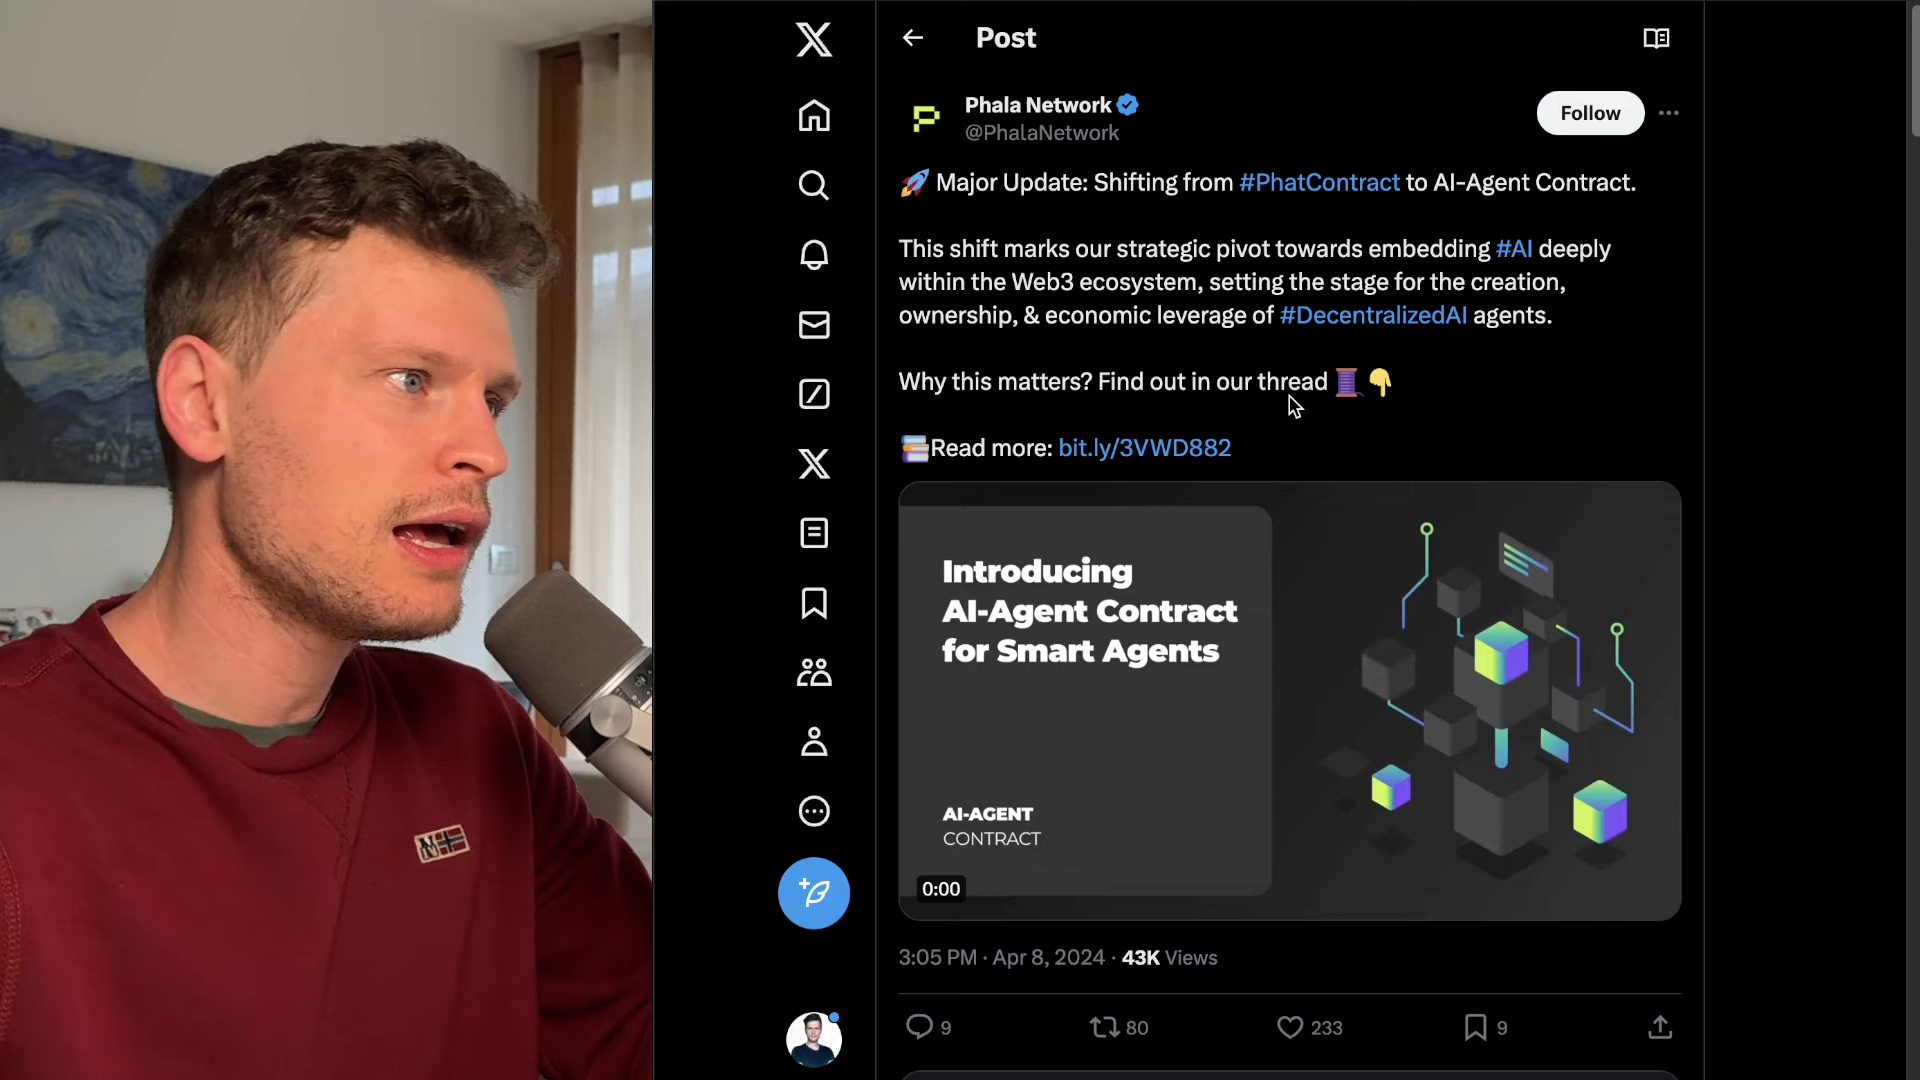 Post
Phala Network
@PhalaNetwork
Follow
🚀 Major Update: Shifting from #PhatContract to AI-Agent Contract.
This shift marks our strategic pivot towards embedding #AI deeply
within the Web3 ecosystem, setting the stage for the creation,
ownership, & economic leverage of #DecentralizedAI agents.
Why this matters? Find out in our thread 🧵👇
📚Read more: bit.ly/3VWD882
Introducing
AI-Agent Contract
for Smart Agents
AI-AGENT
CONTRACT
0:00
3:05 PM · Apr 8, 2024 · 43K Views
9 80 233 9
N